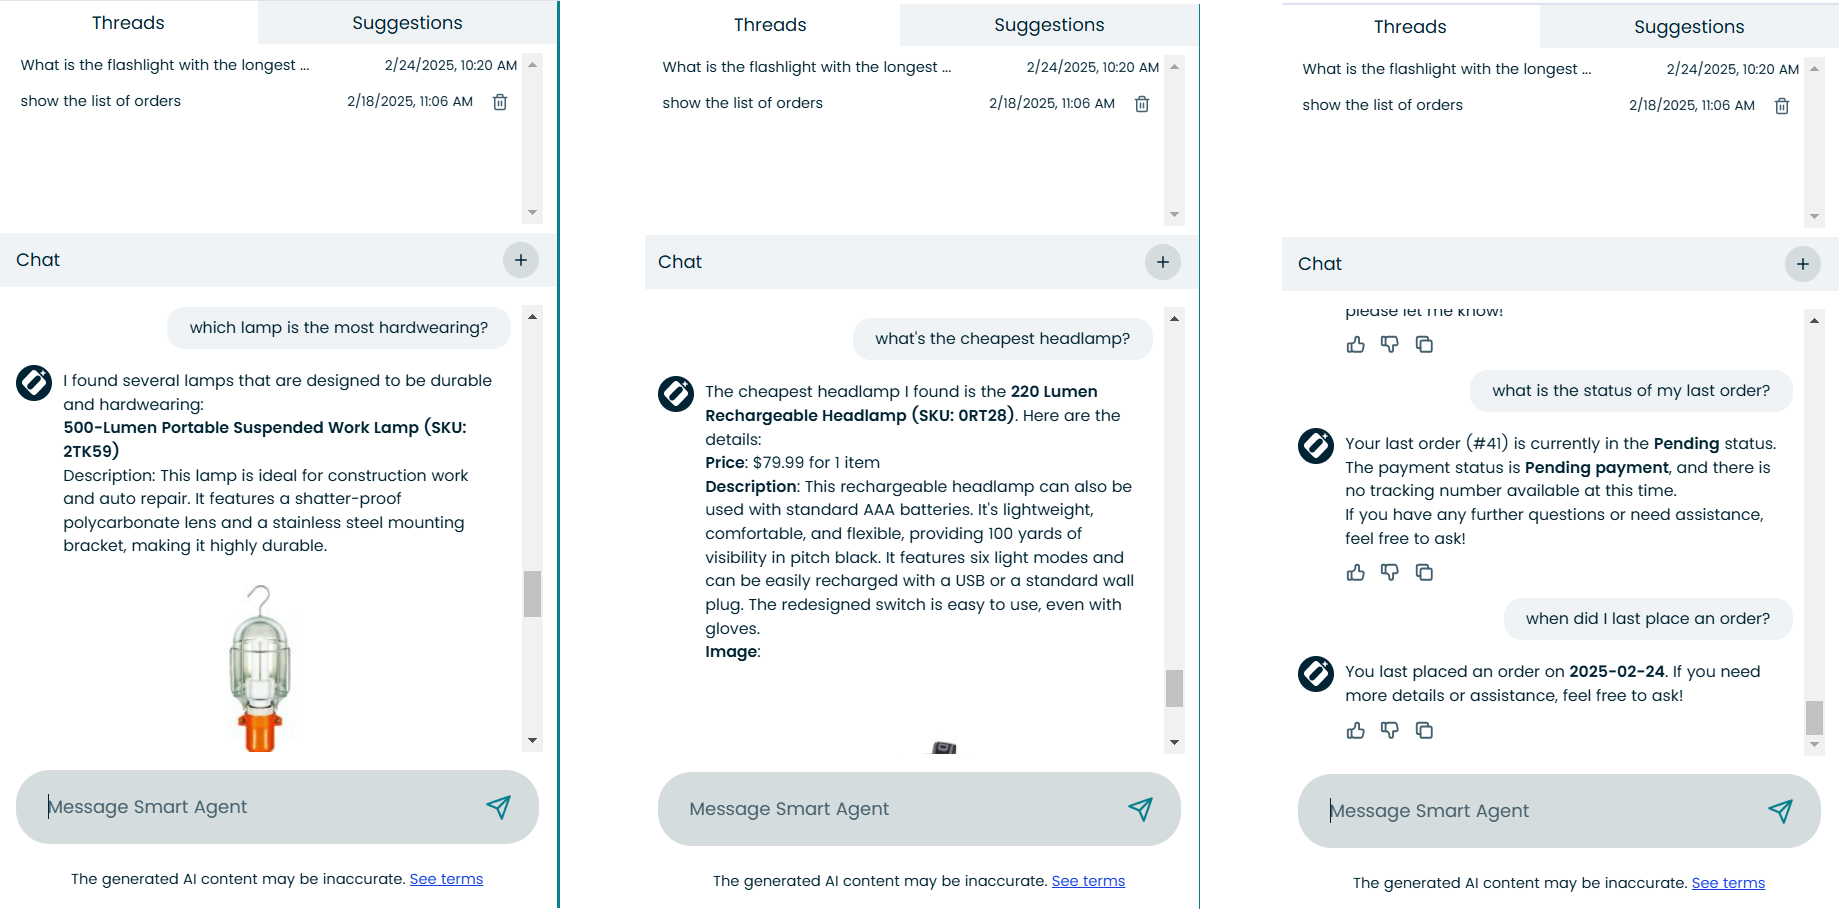 Threads
Suggestions
What is the flashlight with the longest ...
2/24/2025, 10:20 AM
show the list of orders
2/18/2025, 11:06 AM
Chat
which lamp is the most hardwearing?
I found several lamps that are designed to be durable
and hardwearing:
500-Lumen Portable Suspended Work Lamp (SKU:
2TK59)
Description: This lamp is ideal for construction work
and auto repair. It features a shatter-proof
polycarbonate lens and a stainless steel mounting
bracket, making it highly durable.
Message Smart Agent
The generated AI content may be inaccurate. See terms
Threads
Suggestions
What is the flashlight with the longest ...
2/24/2025, 10:20 AM
show the list of orders
2/18/2025, 11:06 AM
Chat
what's the cheapest headlamp?
The cheapest headlamp I found is the 220 Lumen
Rechargeable Headlamp (SKU: 0RT28). Here are the
details:
Price: $79.99 for 1 item
Description: This rechargeable headlamp can also be
used with standard AAA batteries. It's lightweight,
comfortable, and flexible, providing 100 yards of
visibility in pitch black. It features six light modes and
can be easily recharged with a USB or a standard wall
plug. The redesigned switch is easy to use, even with
gloves.
Image:
Message Smart Agent
The generated AI content may be inaccurate. See terms
Threads
Suggestions
What is the flashlight with the longest ...
2/24/2025, 10:20 AM
show the list of orders
2/18/2025, 11:06 AM
Chat
please let me know!
what is the status of my last order?
Your last order (#41) is currently in the Pending status.
The payment status is Pending payment, and there is
no tracking number available at this time.
If you have any further questions or need assistance,
feel free to ask!
when did I last place an order?
You last placed an order on 2025-02-24. If you need
more details or assistance, feel free to ask!
Message Smart Agent
The generated AI content may be inaccurate. See terms